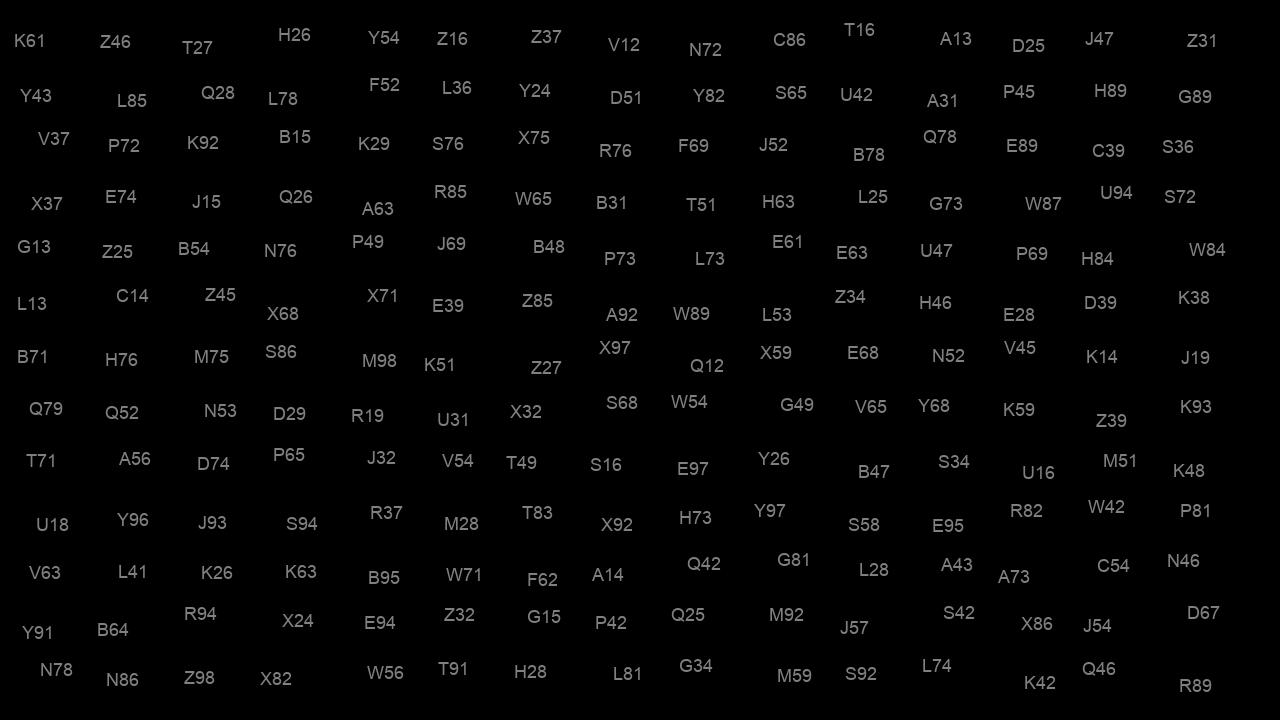 K61 Z46 T27 H26 Y54 Z16 Z37 V12 N72 C86 T16 A13 D25 J47 Z31
Y43 L85 Q28 L78 F52 L36 Y24 D51 Y82 S65 U42 A31 P45 H89 G89
V37 P72 K92 B15 K29 S76 X75 R76 F69 J52 B78 Q78 E89 C39 S36
X37 E74 J15 Q26 A63 R85 W65 B31 T51 H63 L25 G73 W87 U94 S72
G13 Z25 B54 N76 P49 J69 B48 P73 L73 E61 E63 U47 P69 H84 W84
L13 C14 Z45 X68 X71 E39 Z85 A92 W89 L53 Z34 H46 E28 D39 K38
B71 H76 M75 S86 M98 K51 Z27 X97 Q12 X59 E68 N52 V45 K14 J19
Q79 Q52 N53 D29 R19 U31 X32 S68 W54 G49 V65 Y68 K59 Z39 K93
T71 A56 D74 P65 J32 V54 T49 S16 E97 Y26 B47 S34 U16 M51 K48
U18 Y96 J93 S94 R37 M28 T83 X92 H73 Y97 S58 E95 R82 W42 P81
V63 L41 K26 K63 B95 W71 F62 A14 Q42 G81 L28 A43 A73 C54 N46
Y91 B64 R94 X24 E94 Z32 G15 P42 Q25 M92 J57 S42 X86 J54 D67
N78 N86 Z98 X82 W56 T91 H28 L81 G34 M59 S92 L74 K42 Q46 R89